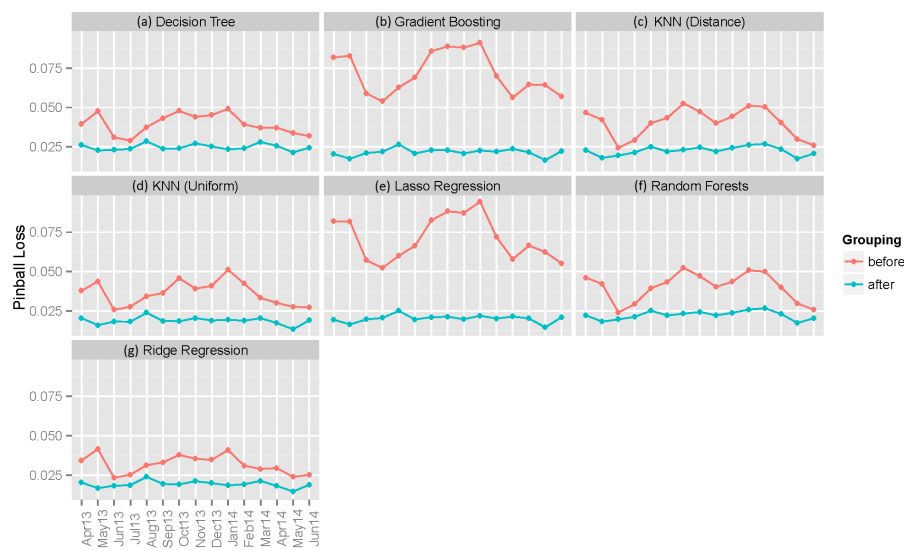 (a) Decision Tree
(b) Gradient Boosting
(c) KNN (Distance)
0.075
0.050
0.025
(d) KNN (Uniform)
(e) Lasso Regression
(f) Random Forests
0.075
0.050
0.025
Pinball Loss
Grouping
before
after
(g) Ridge Regression
0.075
0.050
0.025
Apr13
May13
Jun13
Jul13
Aug13
Sep13
Oct13
Nov13
Dec13
Jan14
Feb14
Mar14
Apr14
May14
Jun14